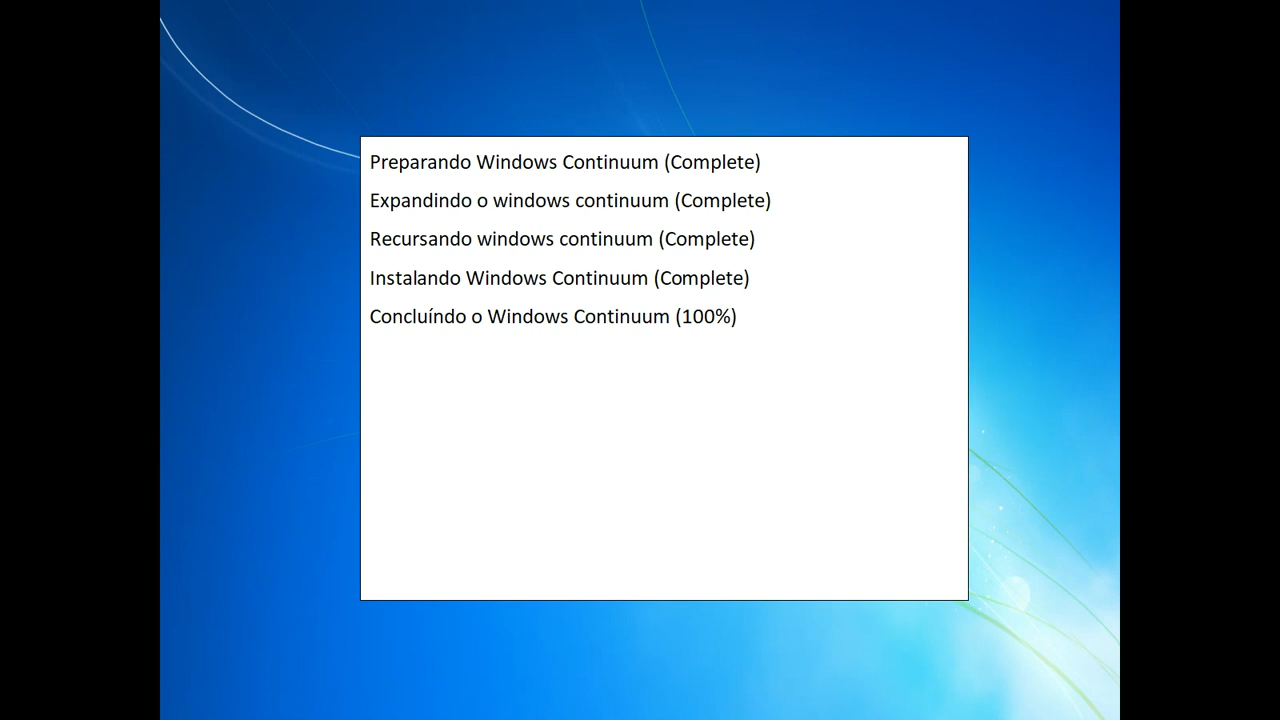 Preparando Windows Continuum (Complete)
Expandindo o windows continuum (Complete)
Recursando windows continuum (Complete)
Instalando Windows Continuum (Complete)
Concluíndo o Windows Continuum (100%)